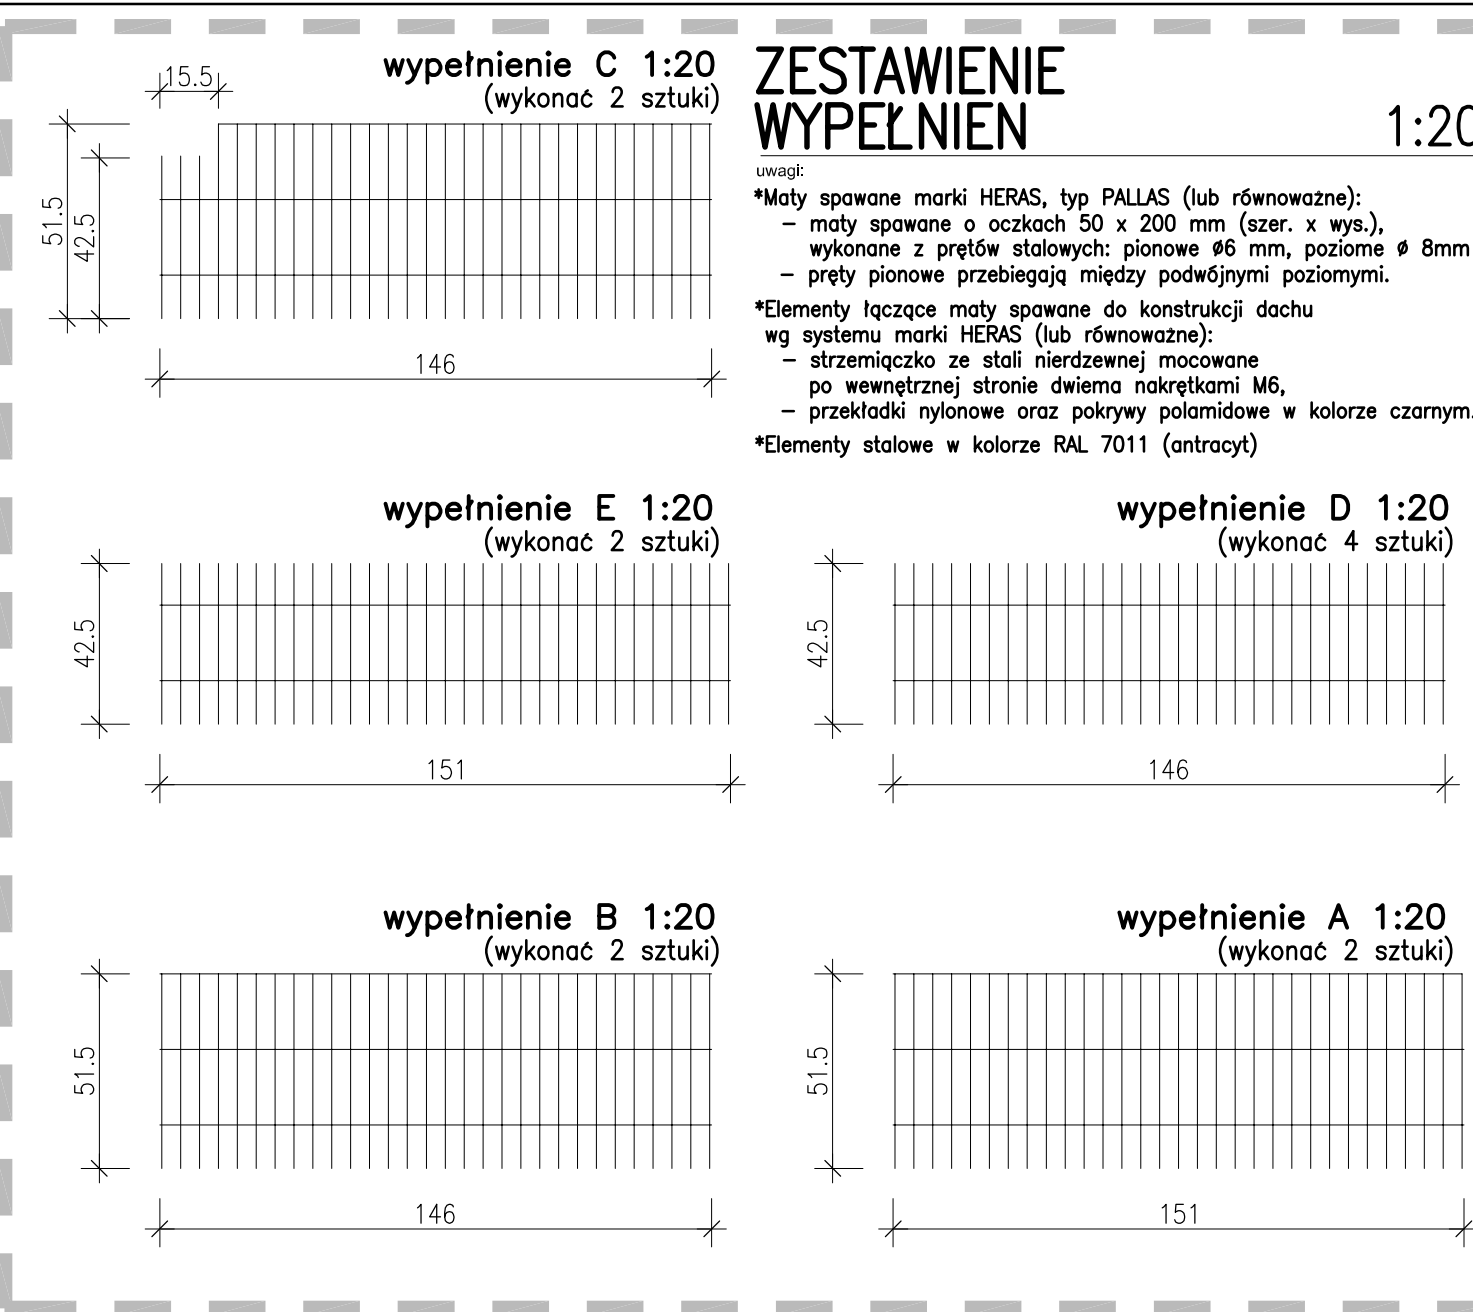 wypełnienie C 1:20
(wykonać 2 sztuki)
15.5
51.5
42.5
146
ZESTAWIENIE
WYPEŁNIEN
1:20
uwagi:
*Maty spawane marki HERAS, typ PALLAS (lub równoważne):
– maty spawane o oczkach 50 x 200 mm (szer. x wys.),
wykonane z prętów stalowych: pionowe ø6 mm, poziome ø 8mm
– pręty pionowe przebiegają między podwójnymi poziomymi.
*Elementy łączące maty spawane do konstrukcji dachu
wg systemu marki HERAS (lub równoważne):
– strzemiączko ze stali nierdzewnej mocowane
po wewnętrznej stronie dwiema nakrętkami M6,
– przekładki nylonowe oraz pokrywy polamidowe w kolorze czarnym.
*Elementy stalowe w kolorze RAL 7011 (antracyt)
wypełnienie E 1:20
(wykonać 2 sztuki)
42.5
151
wypełnienie D 1:20
(wykonać 4 sztuki)
42.5
146
wypełnienie B 1:20
(wykonać 2 sztuki)
51.5
146
wypełnienie A 1:20
(wykonać 2 sztuki)
51.5
151